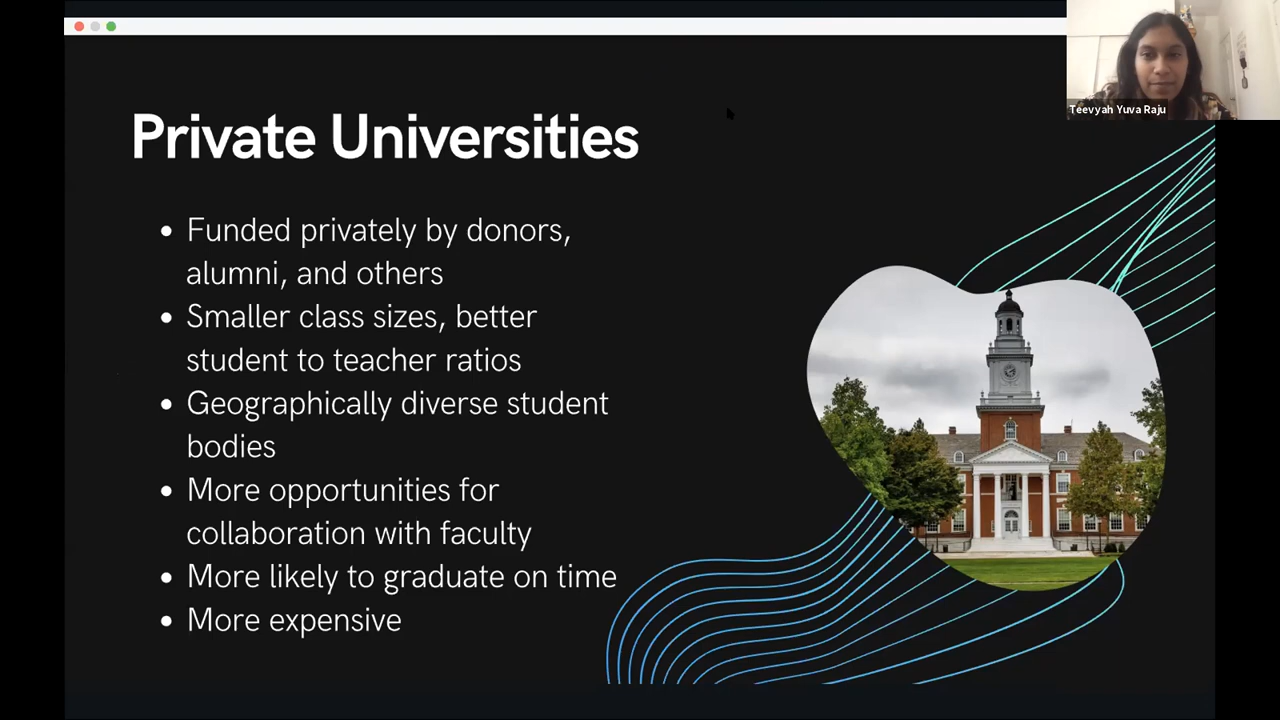 Private Universities
• Funded privately by donors,
alumni, and others
• Smaller class sizes, better
student to teacher ratios
• Geographically diverse student
bodies
• More opportunities for
collaboration with faculty
• More likely to graduate on time
• More expensive
Teevyah Yuva Raju